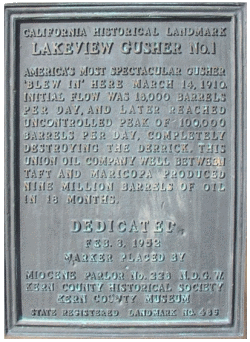 CALIFORNIA HISTORICAL LANDMARK
LAKEVIEW GUSHER NO.1
AMERICA'S MOST SPECTACULAR GUSHER
"BLEW IN" HERE MARCH 14, 1910.
INITIAL FLOW WAS 18,000 BARRELS
PER DAY, AND LATER REACHED
UNCONTROLLED PEAK OF 100,000
BARRELS PER DAY, COMPLETELY
DESTROYING THE DERRICK. THIS
UNION OIL COMPANY WELL BETWEEN
TAFT AND MARICOPA PRODUCED
NINE MILLION BARRELS OF OIL
IN 18 MONTHS.
DEDICATED
FEB. 3, 1952
MARKER PLACED BY
MIOCENE PARLOR NO. 228 N.D.G.W.
KERN COUNTY HISTORICAL SOCIETY
KERN COUNTY MUSEUM
STATE REGISTERED LANDMARK NO. 485